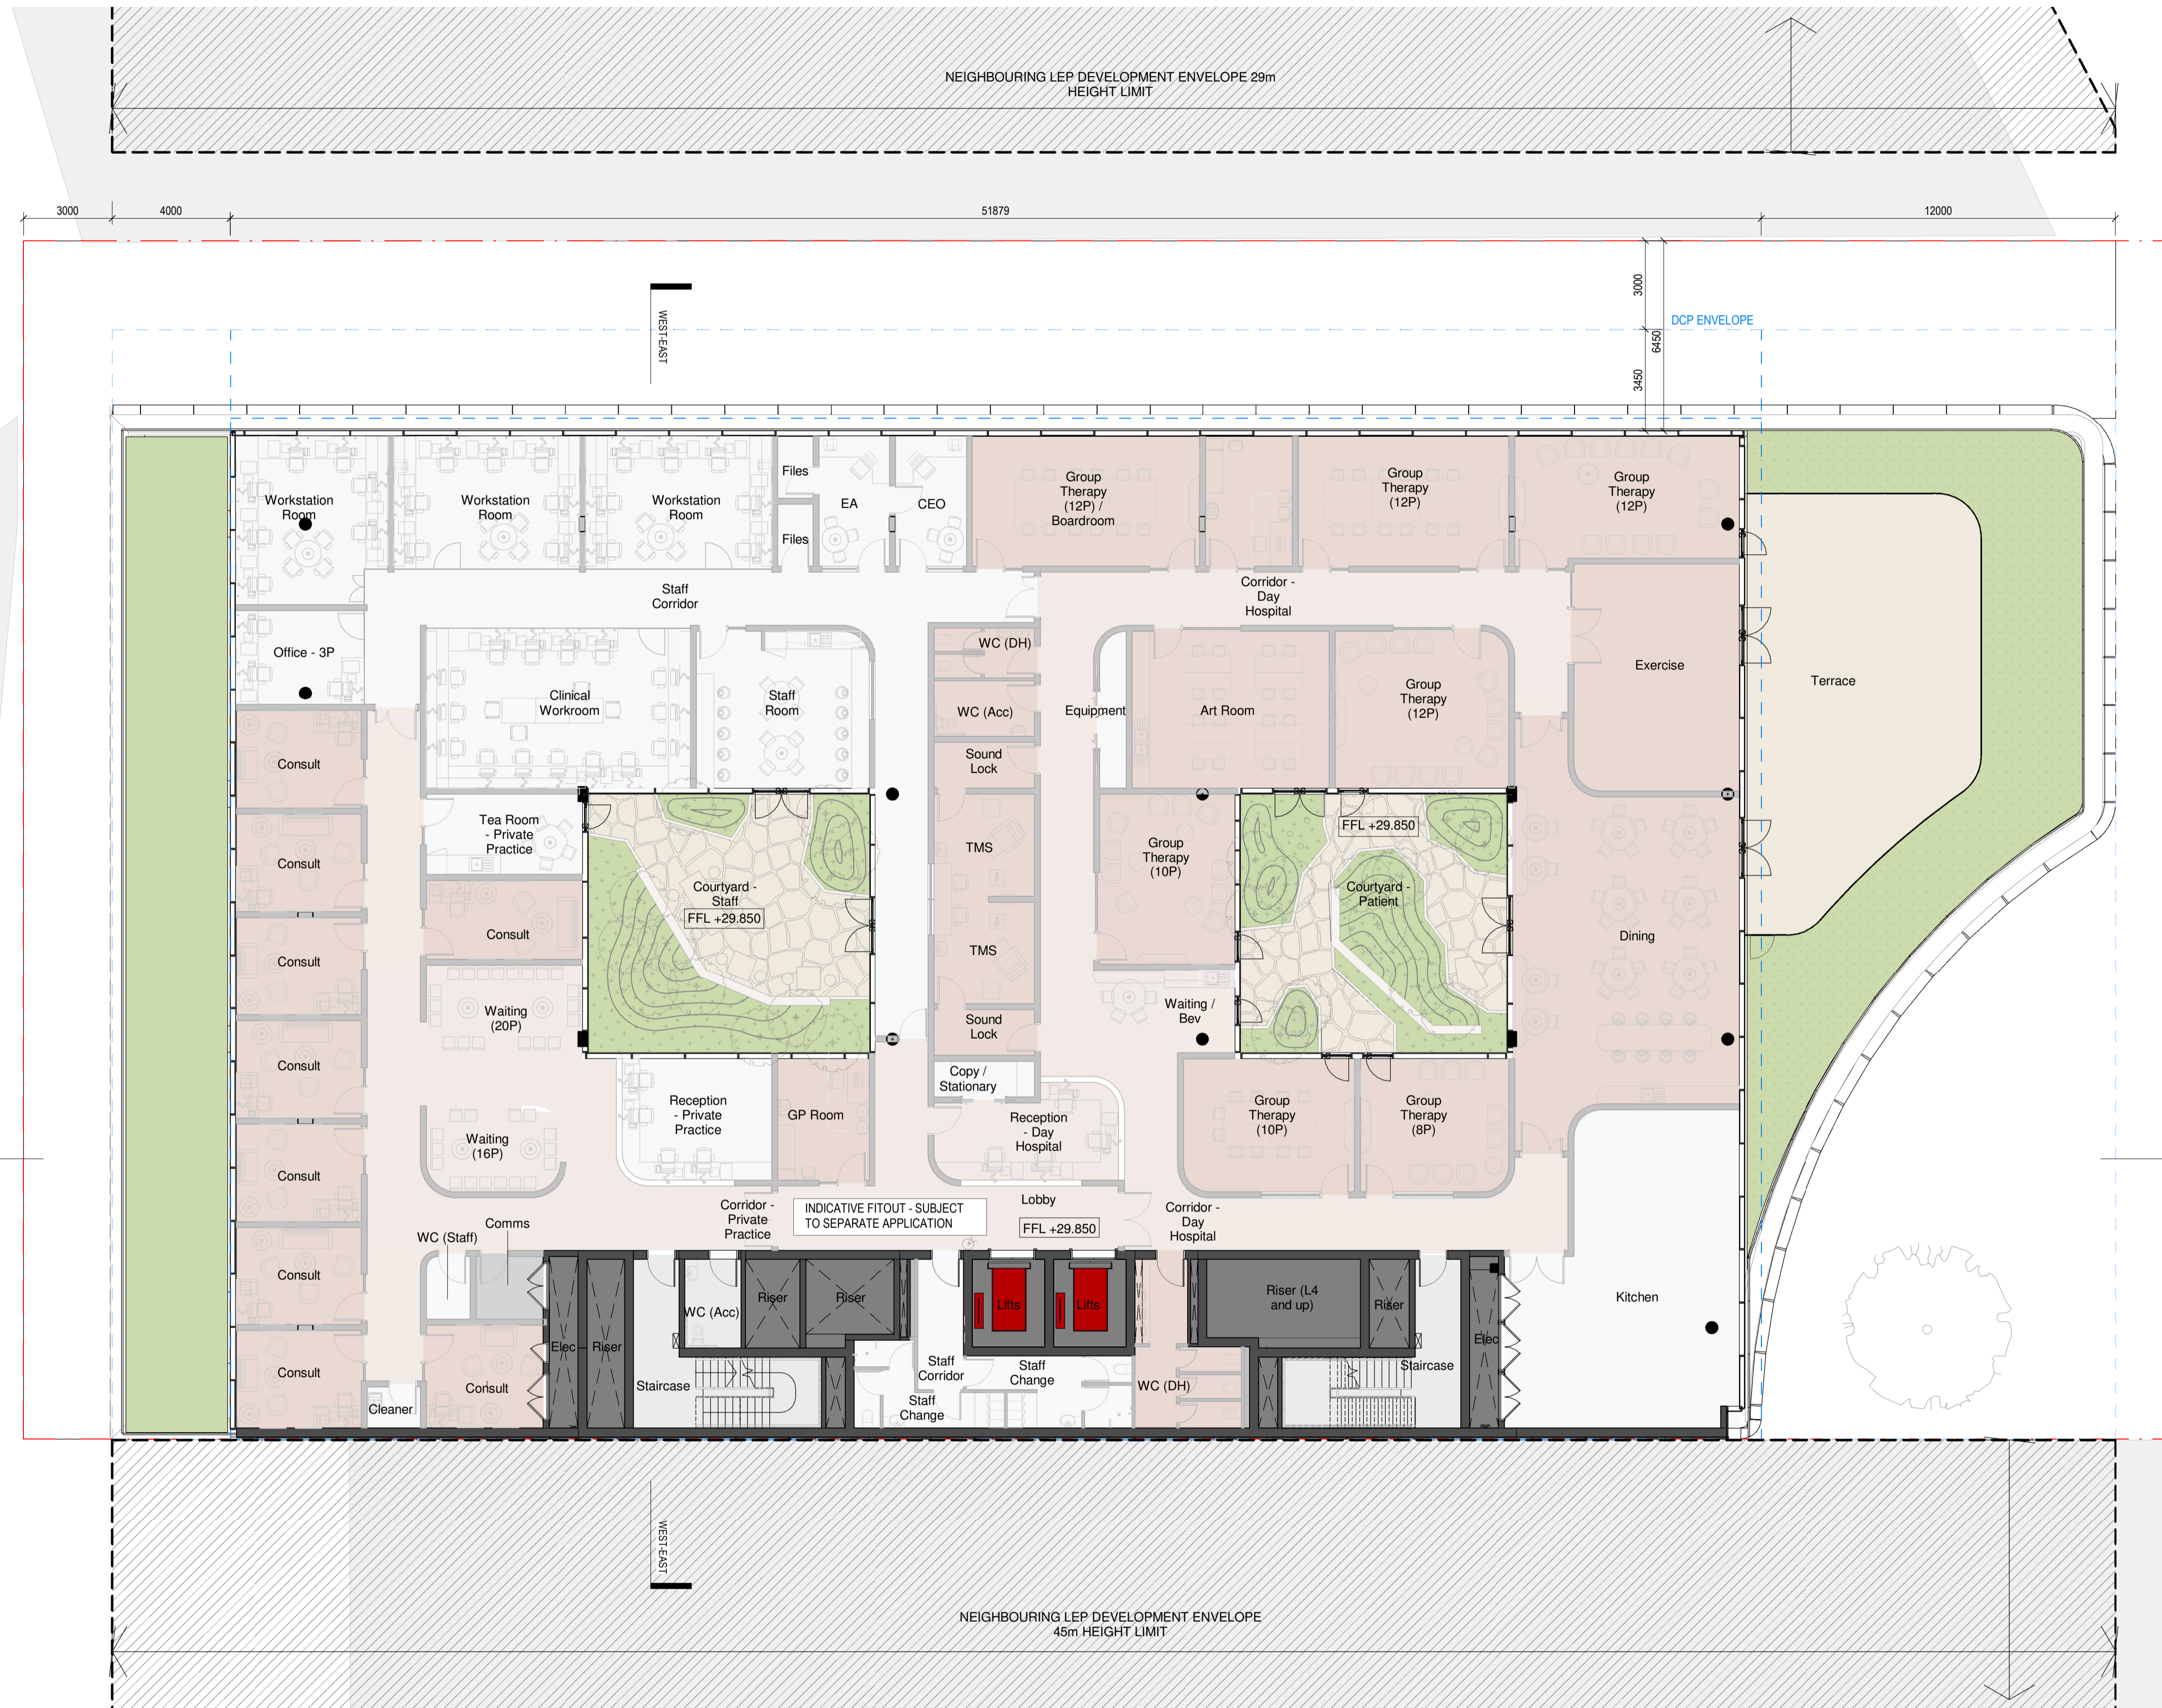 NEIGHBOURING LEP DEVELOPMENT ENVELOPE 29m
HEIGHT LIMIT
3000
4000
51879
12000
3000
6450
3450
DCP ENVELOPE
WEST-EAST
Workstation
Room
Workstation
Room
Workstation
Room
Files
Files
EA
CEO
Group
Therapy
(12P) /
Boardroom
Group
Therapy
(12P)
Group
Therapy
(12P)
Staff
Corridor
Corridor -
Day
Hospital
Office - 3P
Clinical
Workroom
Staff
Room
WC (DH)
WC (Acc)
Equipment
Art Room
Group
Therapy
(12P)
Exercise
Terrace
Consult
Sound
Lock
Tea Room
- Private
Practice
Consult
TMS
Group
Therapy
(10P)
FFL +29.850
Courtyard -
Staff
FFL +29.850
Courtyard -
Patient
Consult
Consult
TMS
Dining
Waiting
(20P)
Waiting /
Bev
Sound
Lock
Consult
Copy /
Stationary
Reception
- Private
Practice
GP Room
Reception
- Day
Hospital
Group
Therapy
(10P)
Group
Therapy
(8P)
Waiting
(16P)
Consult
Corridor -
Private
Practice
INDICATIVE FITOUT - SUBJECT
TO SEPARATE APPLICATION
Lobby
FFL +29.850
Corridor -
Day
Hospital
WC (Staff)
Comms
Consult
WC (Acc)
Riser
Riser
Lifts
Lifts
Riser (L4
and up)
Riser
Kitchen
Elec
Riser
Elec
Consult
Cleaner
Consult
Staircase
Staff
Corridor
Staff
Change
Staff
Change
WC (DH)
Staircase
WEST-EAST
NEIGHBOURING LEP DEVELOPMENT ENVELOPE
45m HEIGHT LIMIT